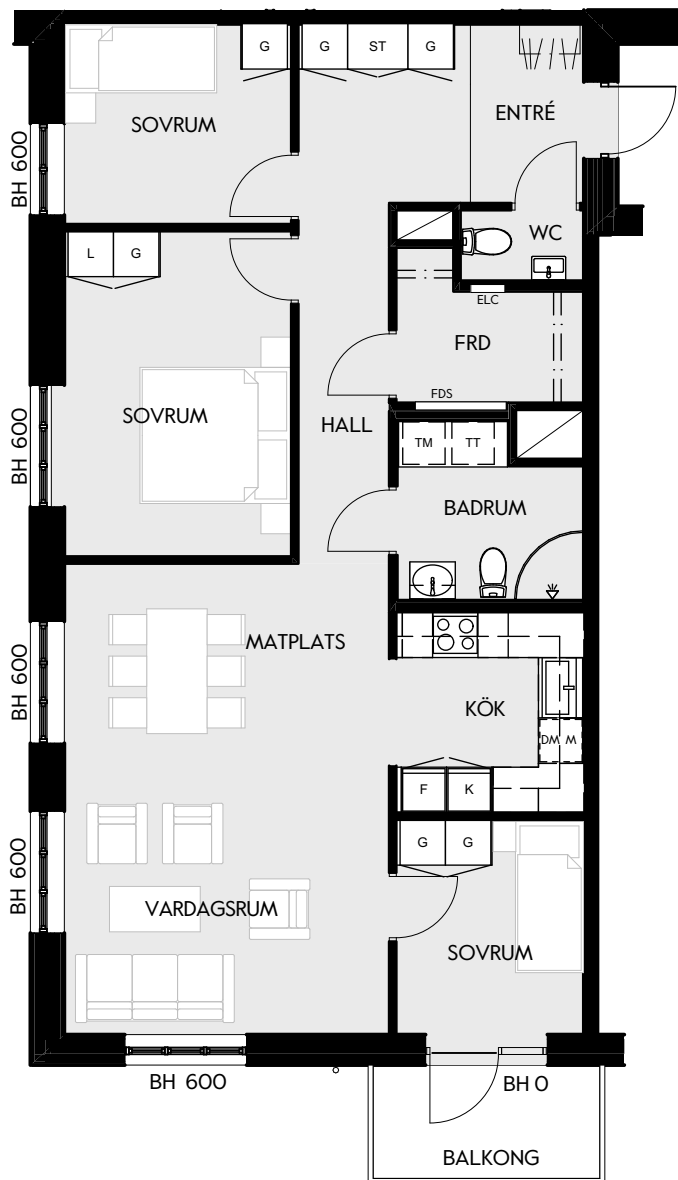 G
G
ST
G
SOVRUM
ENTRÉ
BH 600
WC
L
G
ELC
FRD
FDS
SOVRUM
HALL
BH 600
TM
TT
BADRUM
MATPLATS
BH 600
KÖK
DM M
F
K
G
G
BH 600
VARDAGSRUM
SOVRUM
BH 600
BH 0
BALKONG